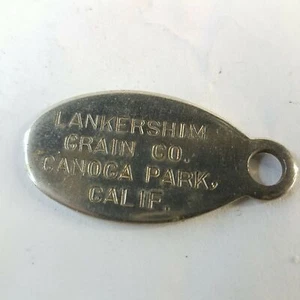 LANKERSHIM
GRAIN CO.
CANOGA PARK,
CALIF.